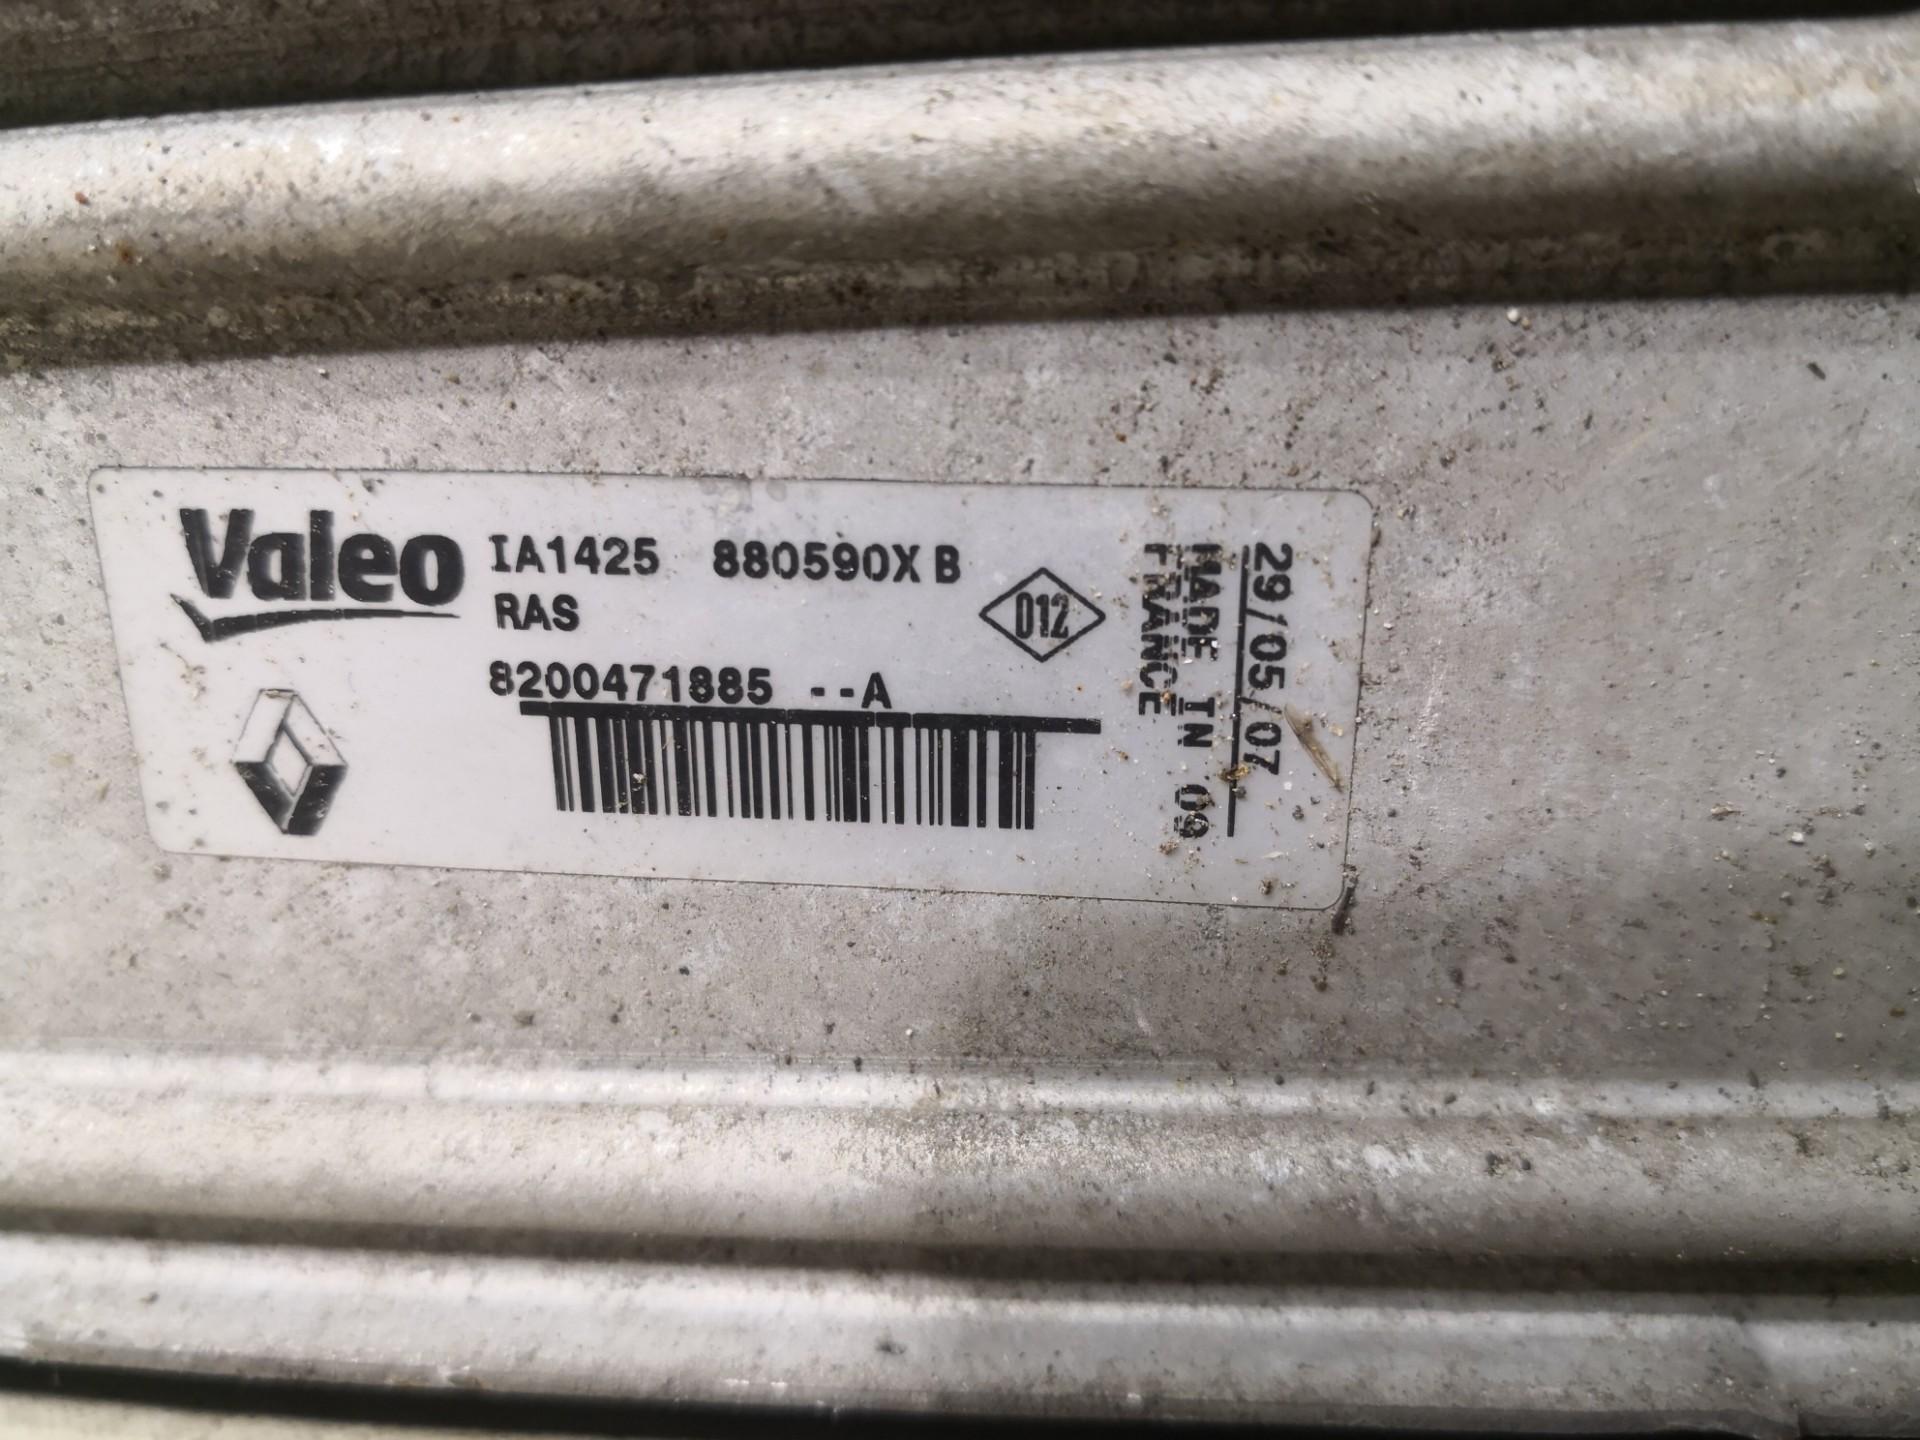 Valeo IA1425 880590X B
RAS
D12
8200471885 --A
29/05/07
MADE IN 09
FRANCE